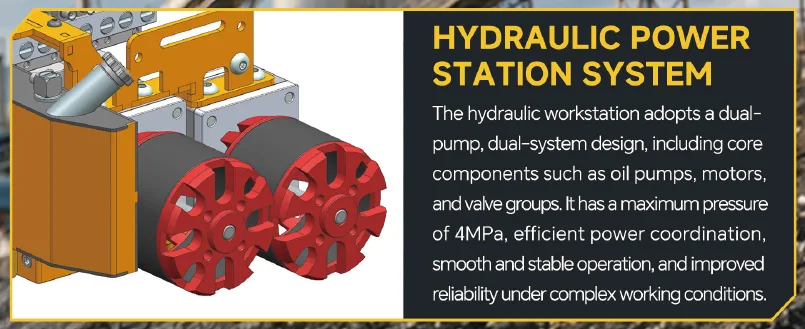 HYDRAULIC POWER
STATION SYSTEM
The hydraulic workstation adopts a dual-
pump, dual-system design, including core
components such as oil pumps, motors,
and valve groups. It has a maximum pressure
of 4MPa, efficient power coordination,
smooth and stable operation, and improved
reliability under complex working conditions.